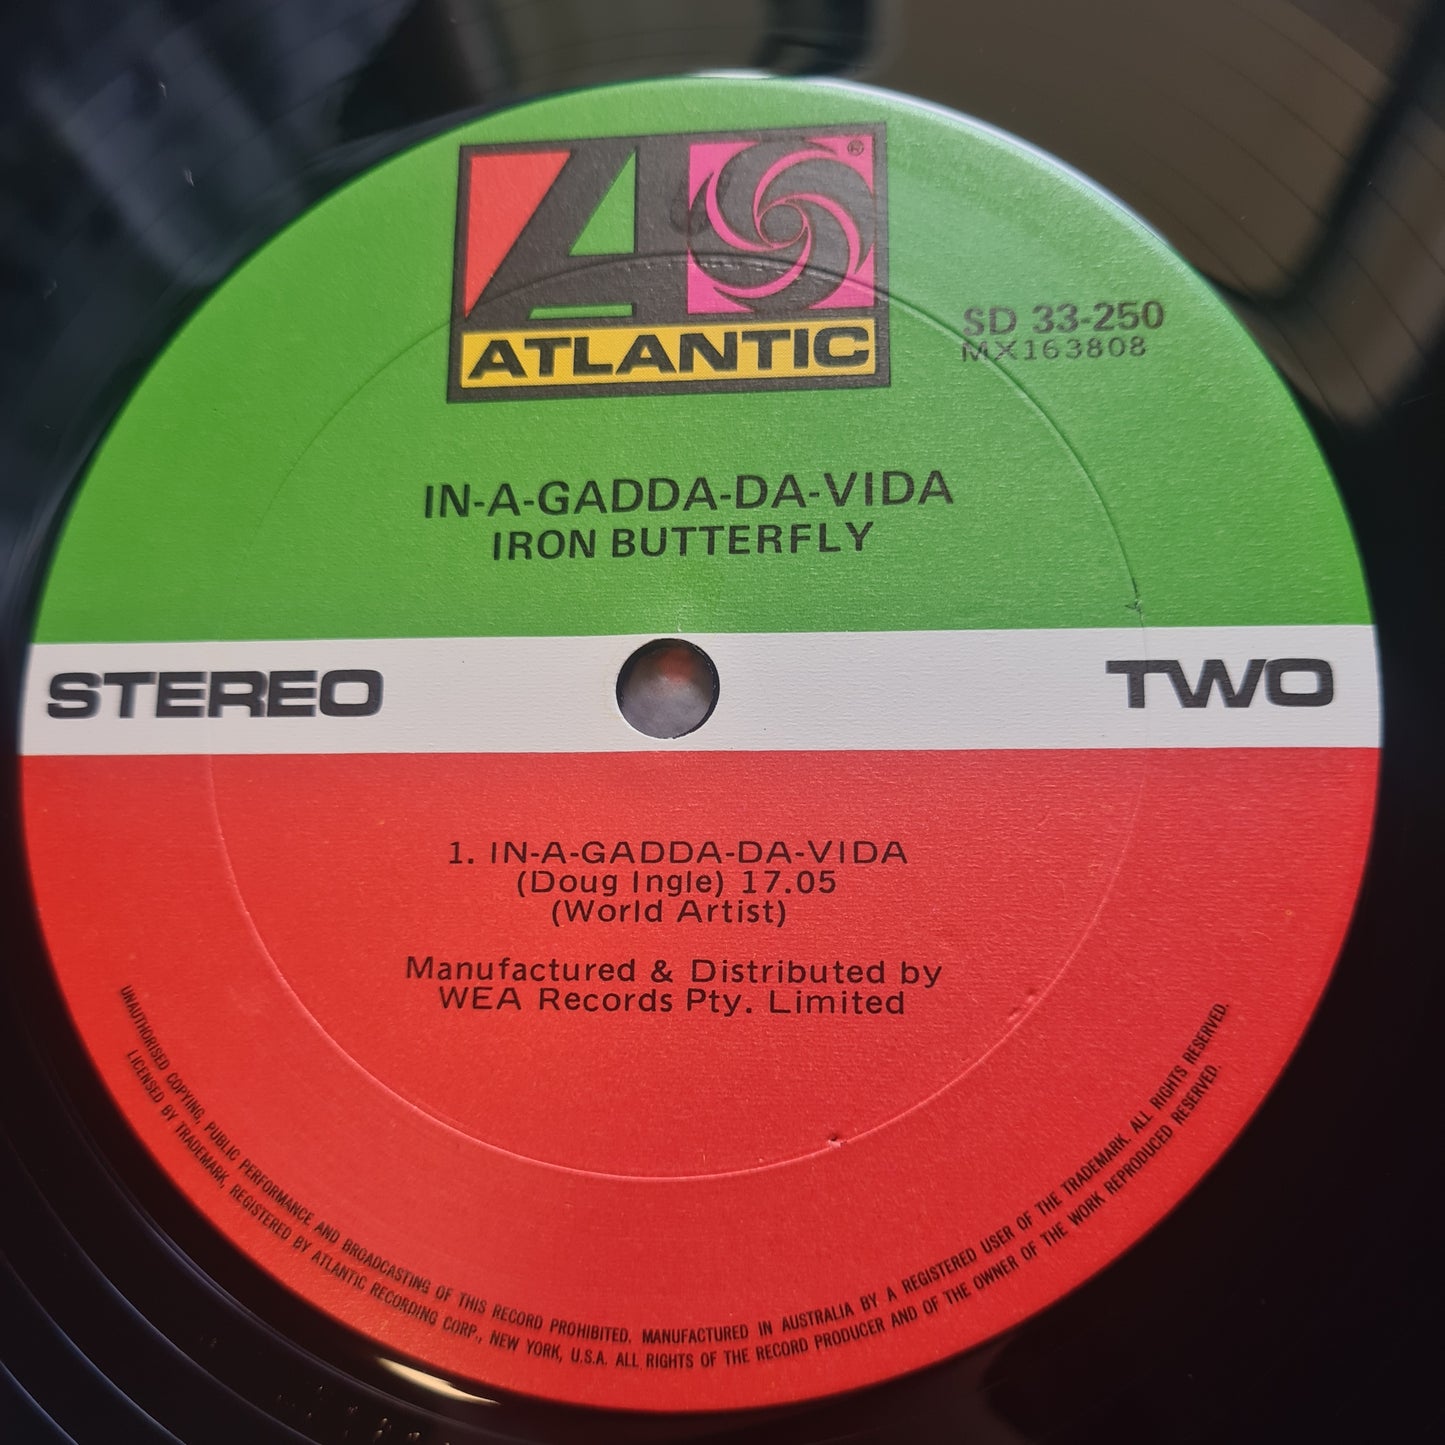 ®
ATLANTIC
SD 33-250
MX163808
IN-A-GADDA-DA-VIDA
IRON BUTTERFLY
STEREO
TWO
1. IN-A-GADDA-DA-VIDA
(Doug Ingle) 17.05
(World Artist)
Manufactured & Distributed by
WEA Records Pty. Limited
UNAUTHORISED COPYING, PUBLIC PERFORMANCE AND BROADCASTING OF THIS RECORD PROHIBITED. MANUFACTURED IN AUSTRALIA BY A REGISTERED USER OF THE TRADEMARK. ALL RIGHTS RESERVED.
LICENSED BY TRADEMARK, REGISTERED BY ATLANTIC RECORDING CORP., NEW YORK, U.S.A. ALL RIGHTS OF THE RECORD PRODUCER AND OF THE OWNER OF THE WORK REPRODUCED RESERVED.